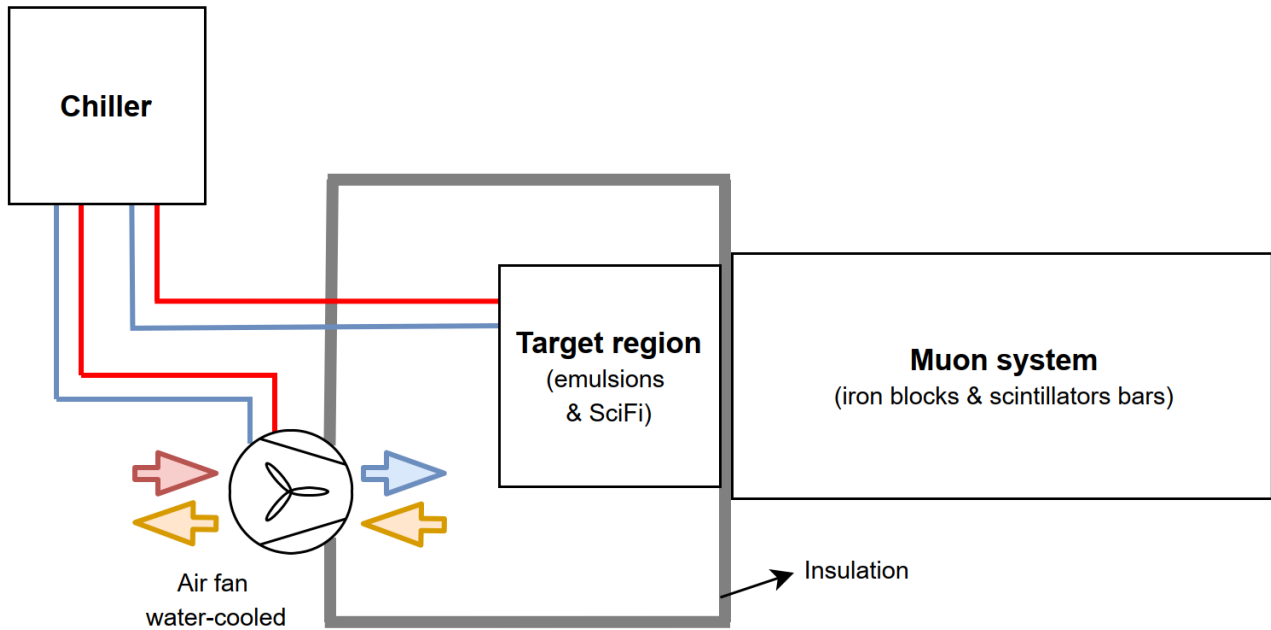 Chiller
Target region
(emulsions
& SciFi)
Muon system
(iron blocks & scintillators bars)
Air fan
water-cooled
Insulation